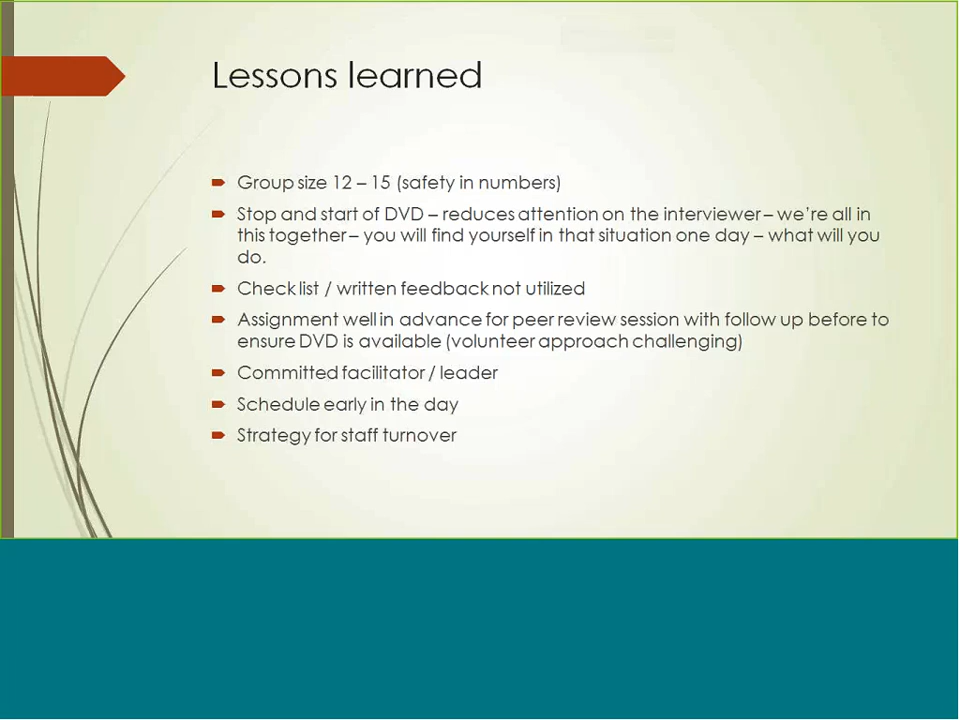 Lessons learned
Group size 12 – 15 (safety in numbers)
Stop and start of DVD – reduces attention on the interviewer – we're all in
this together – you will find yourself in that situation one day – what will you
do.
Check list / written feedback not utilized
Assignment well in advance for peer review session with follow up before to
ensure DVD is available (volunteer approach challenging)
Committed facilitator / leader
Schedule early in the day
Strategy for staff turnover